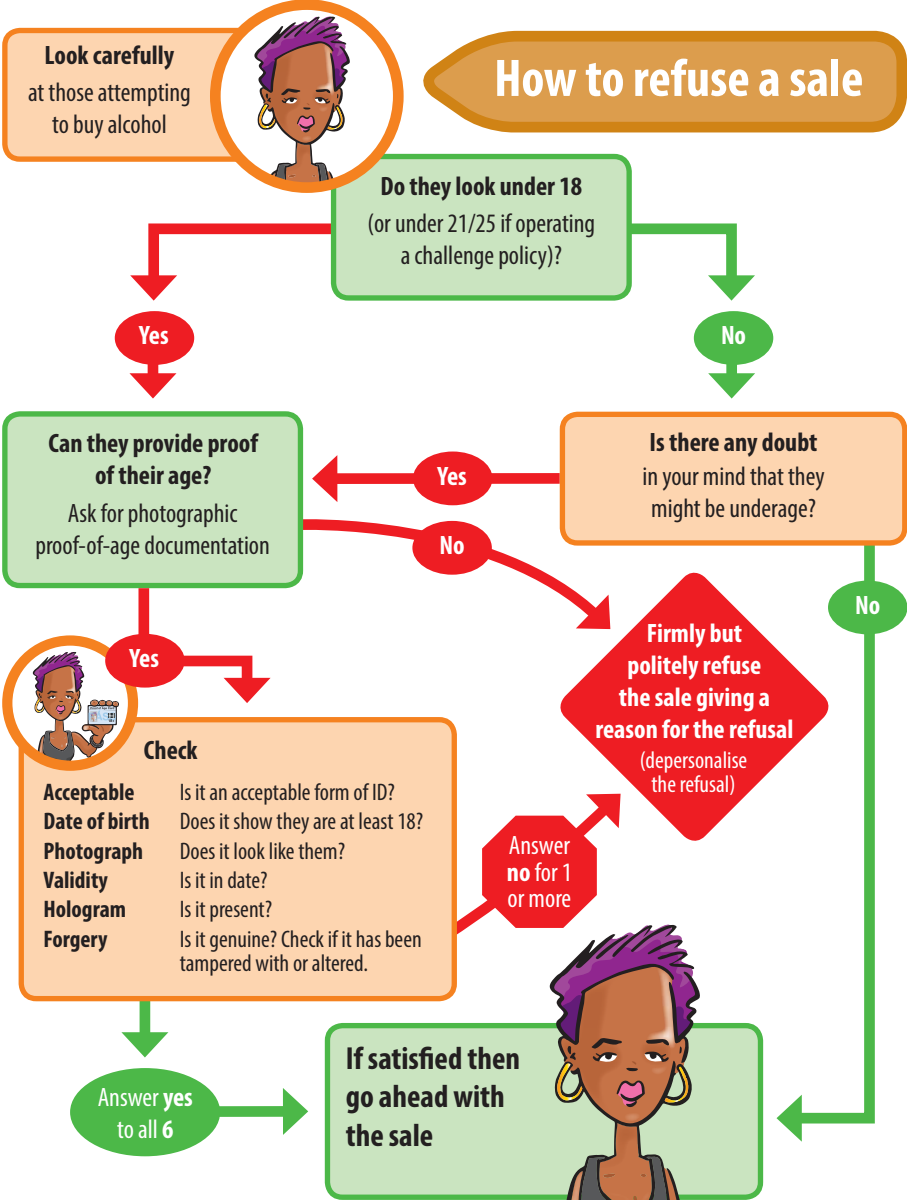 How to refuse a sale
Look carefully
at those attempting
to buy alcohol
Do they look under 18
(or under 21/25 if operating
a challenge policy)?
Yes
No
Can they provide proof
of their age?
Ask for photographic
proof-of-age documentation
Is there any doubt
in your mind that they
might be underage?
Yes
No
No
Firmly but
politely refuse
the sale giving a
reason for the refusal
(depersonalise
the refusal)
Yes
Check
Acceptable Is it an acceptable form of ID?
Date of birth Does it show they are at least 18?
Photograph Does it look like them?
Validity Is it in date?
Hologram Is it present?
Forgery Is it genuine? Check if it has been
tampered with or altered.
Answer
no for 1
or more
Answer yes
to all 6
If satisfied then
go ahead with
the sale